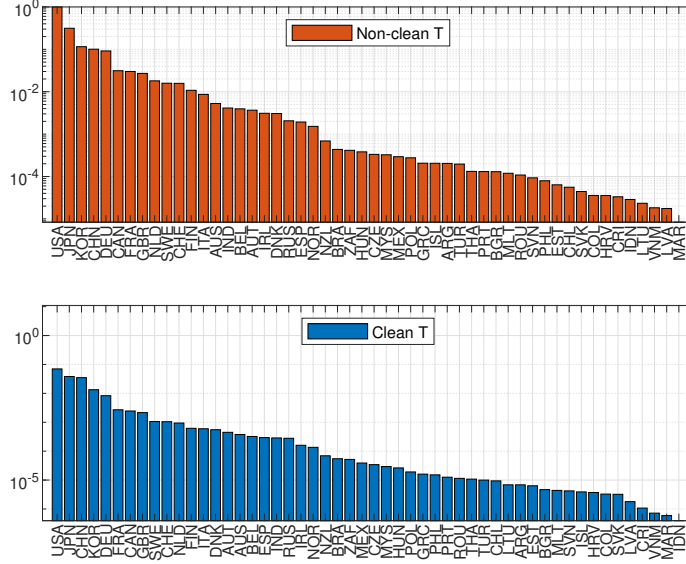 10^0
Non-clean T
10^-2
10^-4
USA JPN KOR CHN DEU CAN FRA GBR NLD SWE CHE FIN ITA AUS IND BEL AUT IRL DNK RUS ESP NOR NZL BRA ZAF HUN CZE MYS MEX POL GRC ISL ARG TUR THA PRT BGR MLT ROU SVN PHL EST CHL SVK COL HRV CRI IDN LTU VNM LVA MAR
10^0
Clean T
10^-5
USA JPN CHN KOR DEU FRA CAN GBR SWE CHE NLD FIN ITA DNK AUT AUS BEL ESP IND RUS IRL NOR NZL BRA ZAF MEX CZE MYS HUN POL GRC PHL PRT ROU THA TUR CHL LTU ARG EST BGR MLT SVN ISL HRV COL SVK LVA CRI VNM MAR IDN